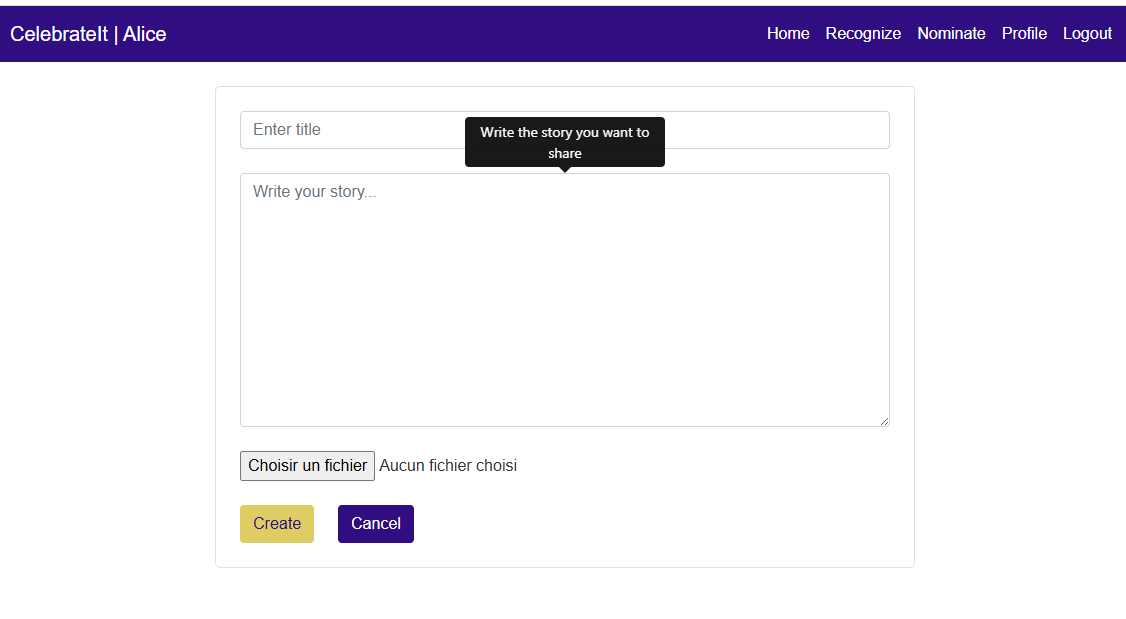 CelebrateIt | Alice Home Recognize Nominate Profile Logout
Enter title
Write the story you want to
share
Write your story...
Choisir un fichier Aucun fichier choisi
Create Cancel